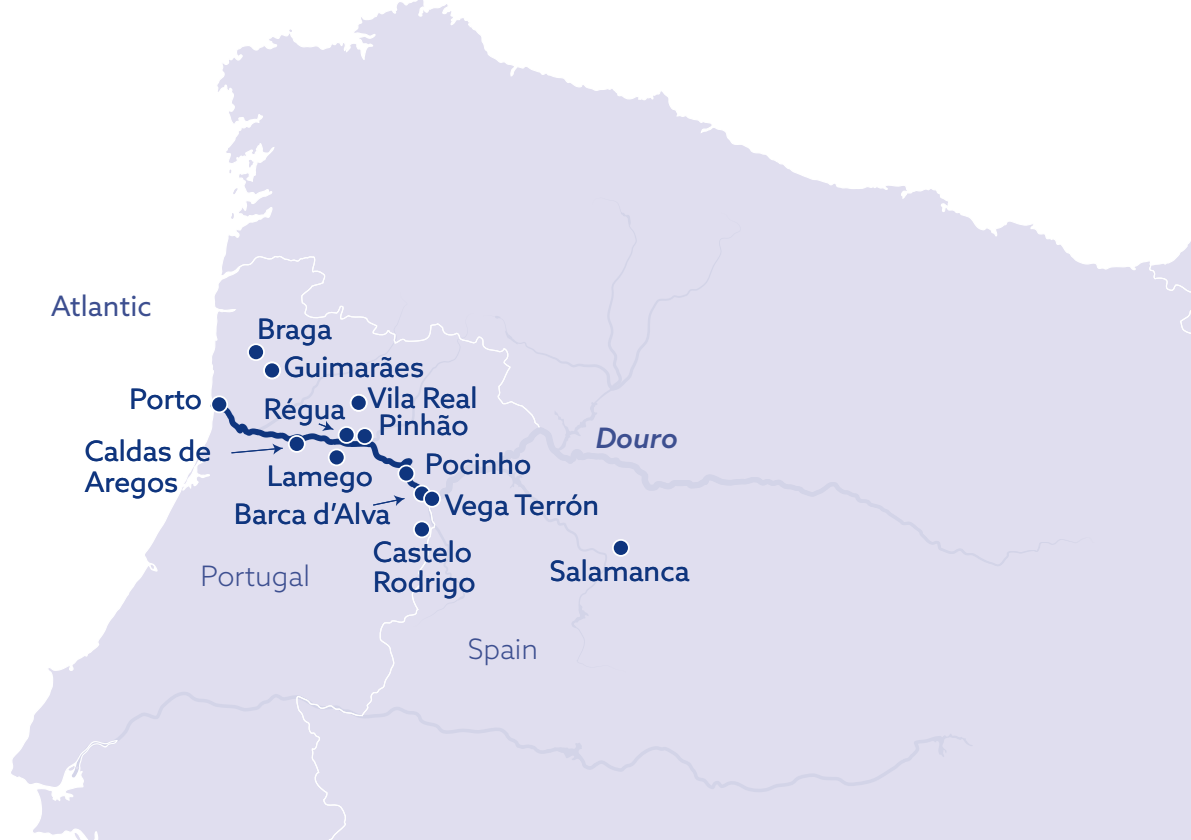 Atlantic
Braga
Guimarães
Porto
Vila Real
Régua
Pinhão
Douro
Caldas de
Aregos
Pocinho
Lamego
Vega Terrón
Barca d'Alva
Castelo
Rodrigo
Salamanca
Portugal
Spain